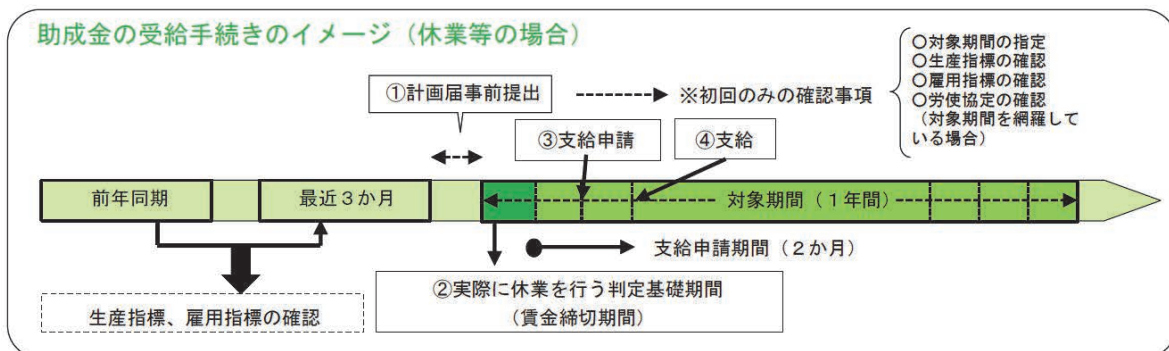 助成金の受給手続きのイメージ(休業等の場合)
〇対象期間の指定
〇生産指標の確認
〇雇用指標の確認
〇労使協定の確認
(対象期間を網羅して
いる場合)
①計画届事前提出
※初回のみの確認事項
③支給申請
④支給
前年同期
最近3か月
対象期間(1年間)
支給申請期間(2か月)
②実際に休業を行う判定基礎期間
(賃金締切期間)
生産指標、雇用指標の確認